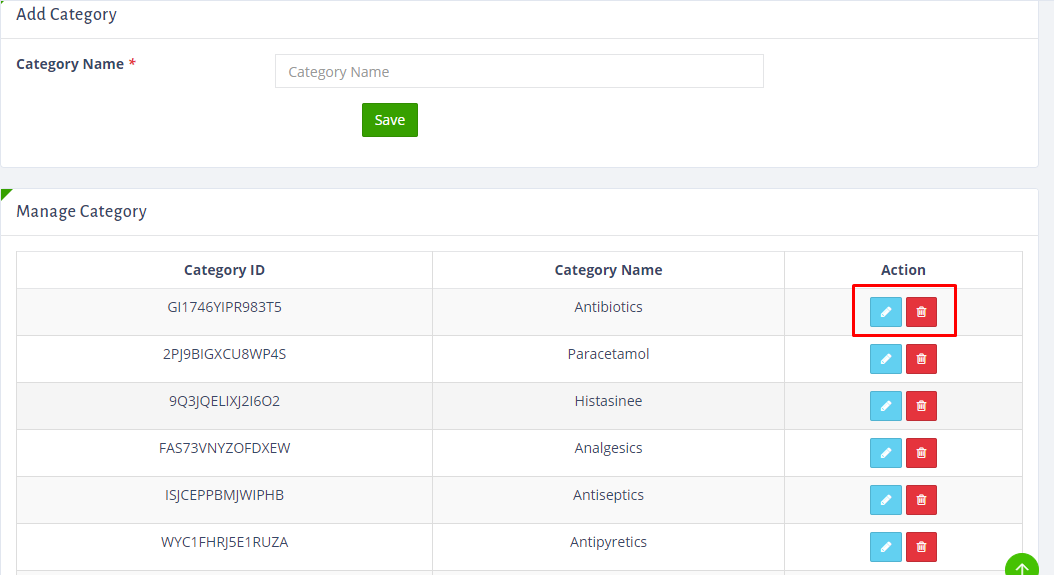 Add Category
Category Name *
Category Name
Save
Manage Category
Category ID Category Name Action
GI1746YIPR983T5 Antibiotics
2PJ9BIGXCU8WP4S Paracetamol
9Q3JQELIXJ2I6O2 Histasinee
FAS73VNYZOFDXEW Analgesics
ISJCEPPBMJWIPHB Antiseptics
WYC1FHRJ5E1RUZA Antipyretics